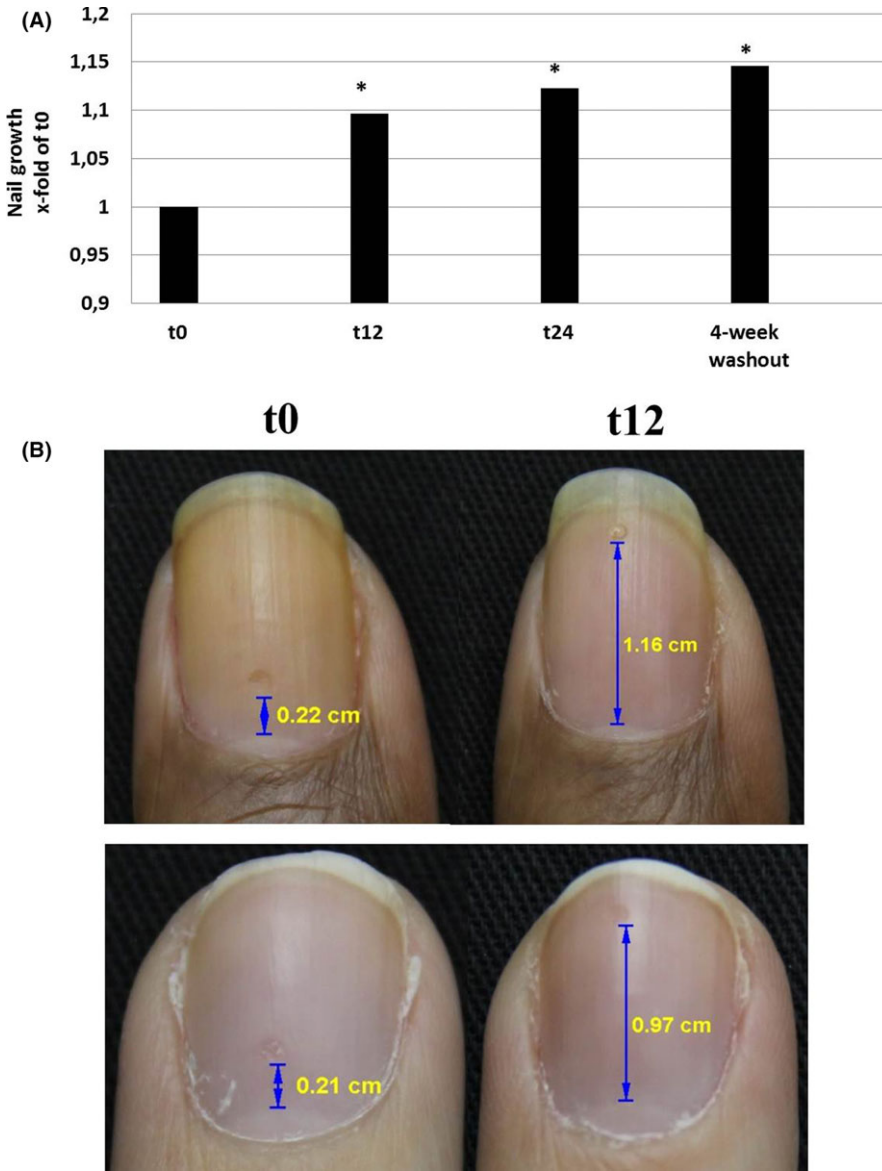 (A)
1,2
1,15
1,1
1,05
1
0,95
0,9
Nail growth
x-fold of t0
*
*
*
t0
t12
t24
4-week
washout
(B)
t0
t12
0.22 cm
1.16 cm
0.21 cm
0.97 cm